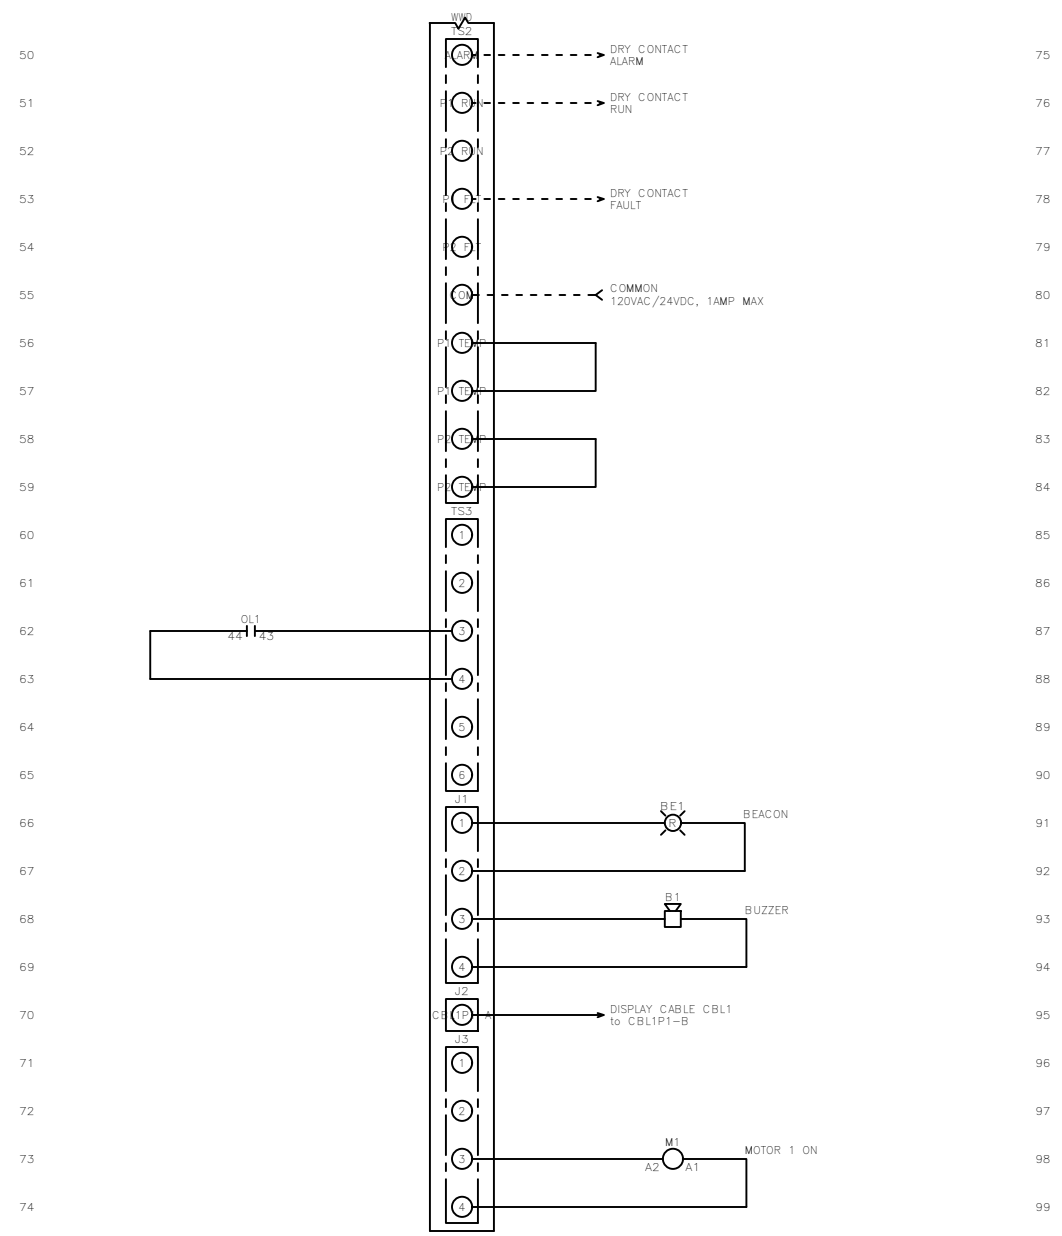 WWD
TS2
50 ALARM DRY CONTACT 75
ALARM
51 P1 RUN DRY CONTACT 76
RUN
52 P2 RUN 77
53 P1 FLT DRY CONTACT 78
FAULT
54 P2 FLT 79
55 COM COMMON 80
120VAC/24VDC, 1AMP MAX
56 P1 TEMP 81
57 P1 TEMP 82
58 P2 TEMP 83
59 P2 TEMP 84
TS3
60 1 85
61 2 86
OL1
62 44 43 3 87
63 4 88
64 5 89
65 6 90
J1
BE1
BEACON
66 1 R 91
67 2 92
B1
BUZZER
68 3 93
69 4 94
J2
70 DISPLAY CABLE CBL1 95
to CBL1P1-B
J3
71 1 96
72 2 97
M1
MOTOR 1 ON
73 3 A2 A1 98
74 4 99